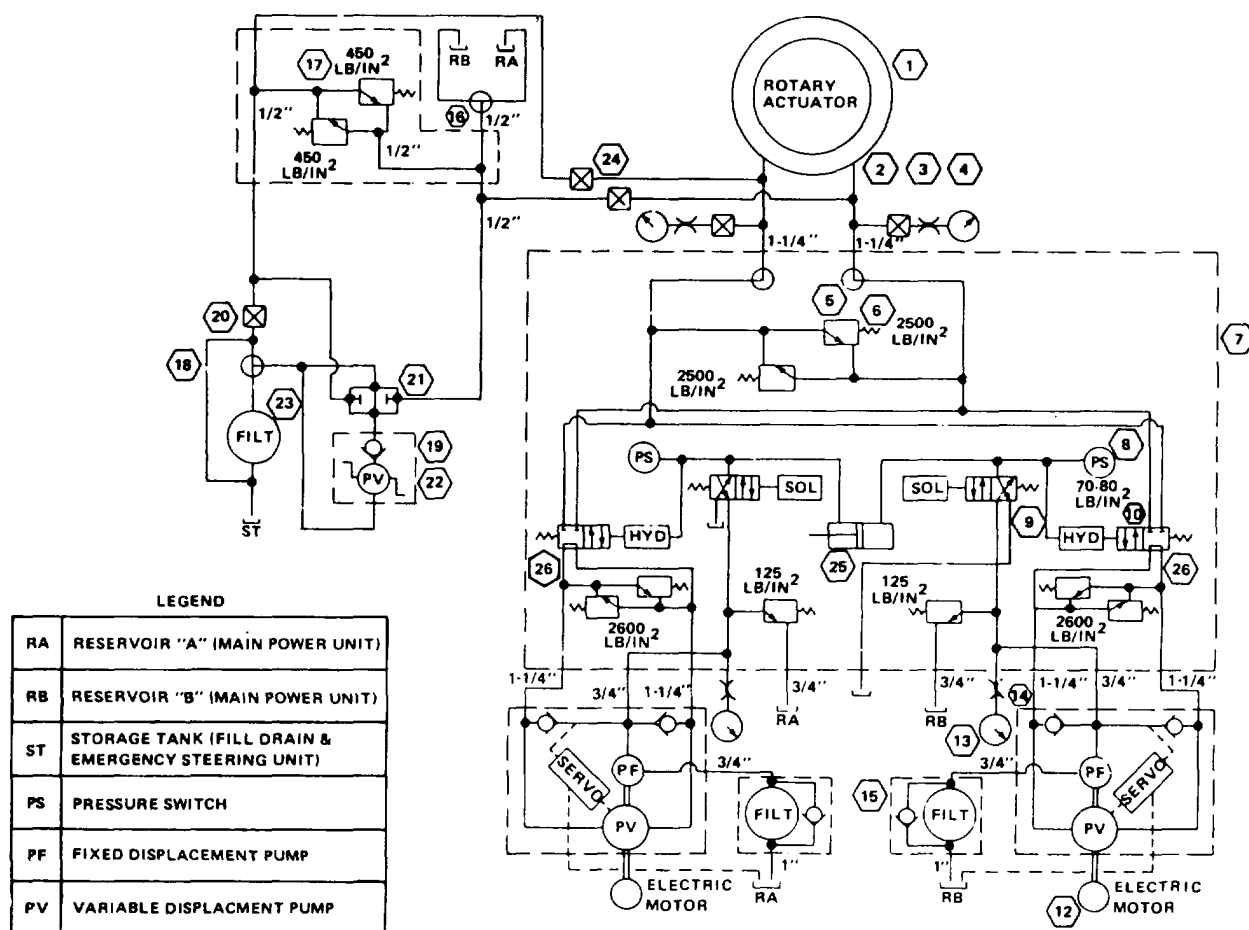 17
450
LB/IN2
1/2"
450
LB/IN2
1/2"
RB
RA
16
1/2"
ROTARY
ACTUATOR
1
24
2
3
4
1/2"
1-1/4"
1-1/4"
5
6
2500
LB/IN2
2500
LB/IN2
7
20
18
21
23
FILT
19
PV
22
ST
PS
SOL
SOL
PS
8
70-80
LB/IN2
9
10
HYD
HYD
26
25
26
125
LB/IN2
125
LB/IN2
2600
LB/IN2
2600
LB/IN2
1-1/4"
3/4"
1-1/4"
3/4"
RA
3/4"
RB
14
1-1/4"
3/4"
1-1/4"
13
SERVO
PF
3/4"
3/4"
PF
SERVO
PV
FILT
15
FILT
PV
1"
1"
RA
RB
ELECTRIC
MOTOR
12
ELECTRIC
MOTOR
LEGEND
RA RESERVOIR "A" (MAIN POWER UNIT)
RB RESERVOIR "B" (MAIN POWER UNIT)
ST STORAGE TANK (FILL DRAIN &
EMERGENCY STEERING UNIT)
PS PRESSURE SWITCH
PF FIXED DISPLACEMENT PUMP
PV VARIABLE DISPLACMENT PUMP